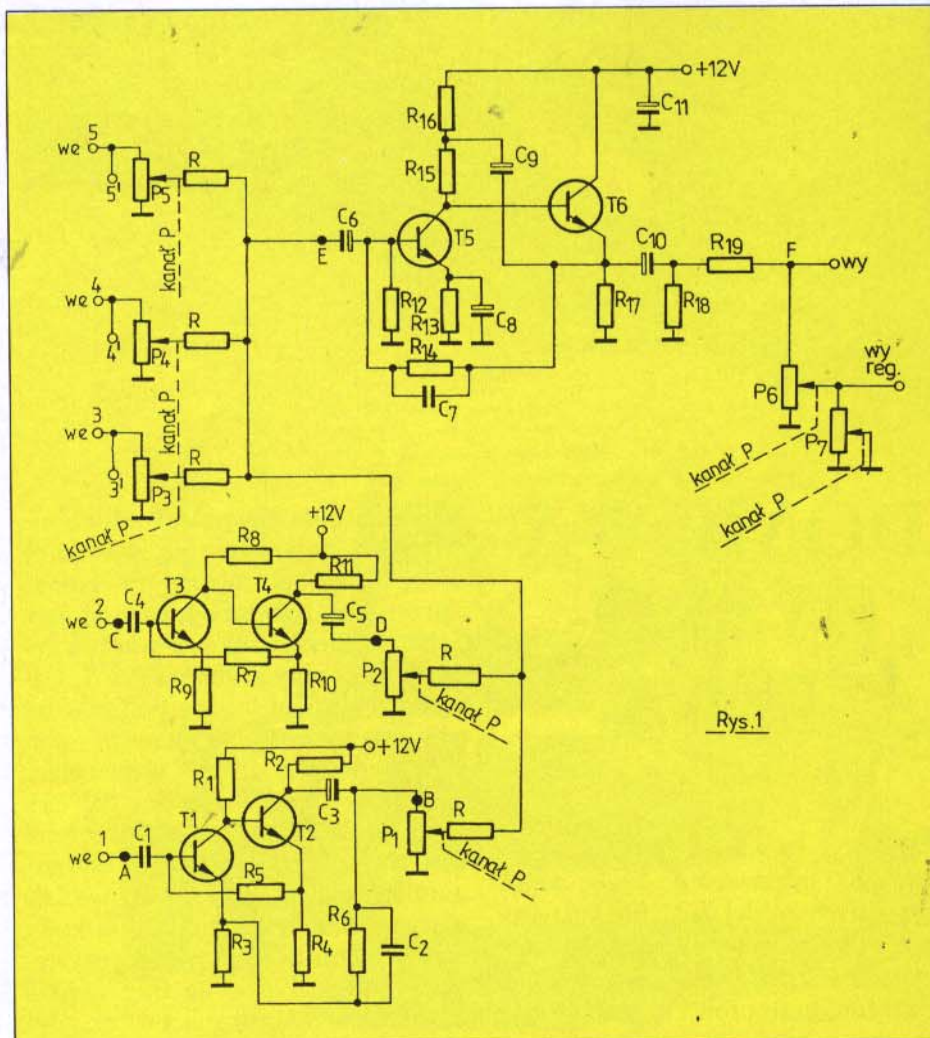 +12V
R16
C11
5
we
R
C9
R15
5'
P5
T6
C6
T5
C10
R19
F
wy
kanał P
E
4
we
R12
R13
C8
R17
R18
R
4'
P4
R14
wy
reg.
C7
P6
kanał P
3
we
P7
R
kanał P
3'
P3
kanał P
+12V
kanał P
R8
R11
T3
T4
2
C4
C5
we
D
C
R
R7
P2
R9
R10
kanał P
Rys.1
+12V
R2
R1
B
C3
R
T1
T2
P1
1
C1
we
A
kanał P
R5
R6
R3
R4
C2